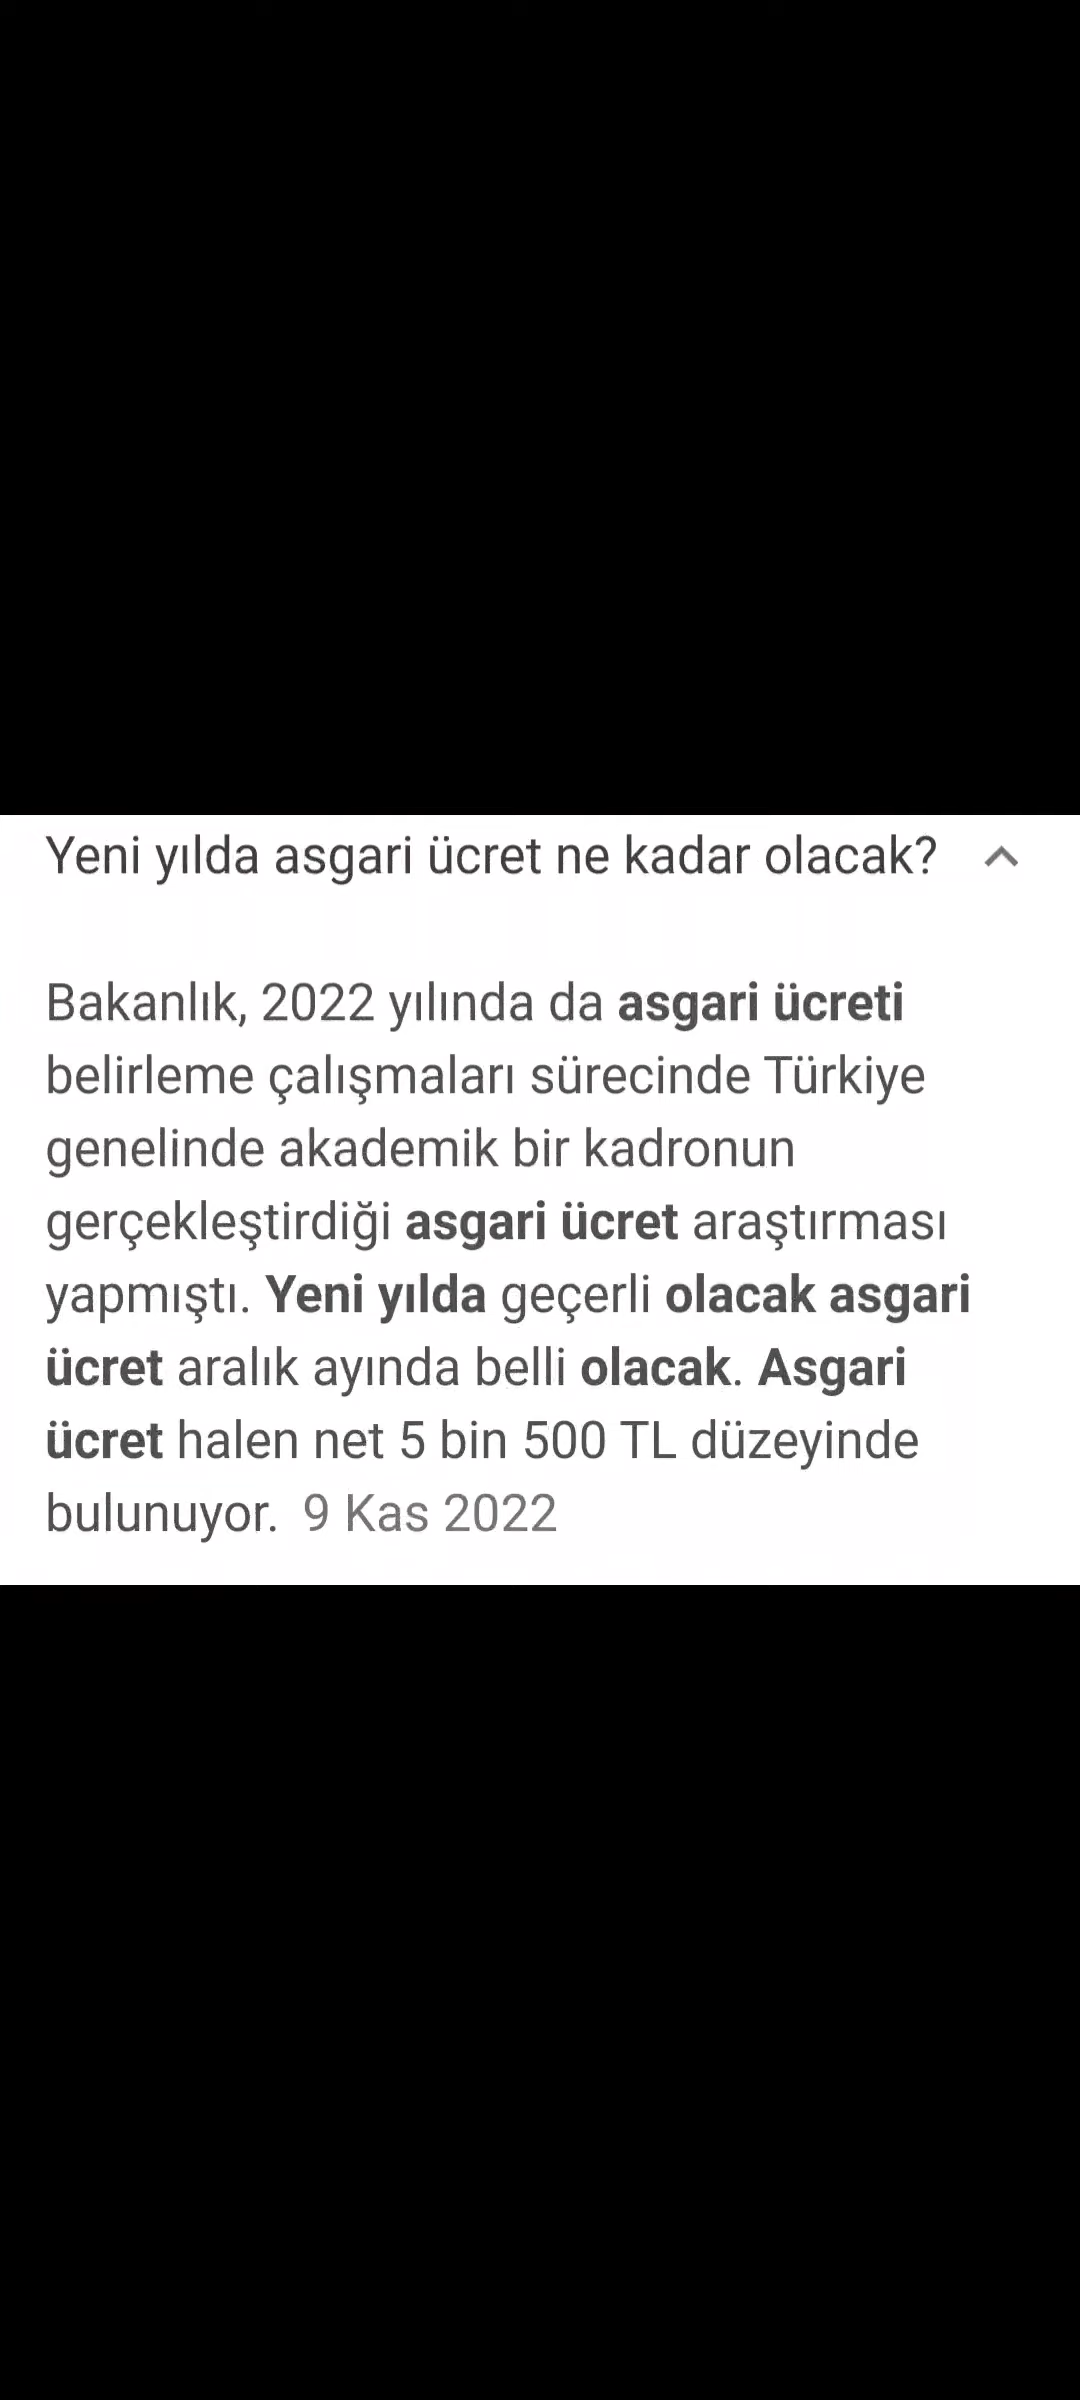 Yeni yılda asgari ücret ne kadar olacak?
Bakanlık, 2022 yılında da asgari ücreti
belirleme çalışmaları sürecinde Türkiye
genelinde akademik bir kadronun
gerçekleştirdiği asgari ücret araştırması
yapmıştı. Yeni yılda geçerli olacak asgari
ücret aralık ayında belli olacak. Asgari
ücret halen net 5 bin 500 TL düzeyinde
bulunuyor. 9 Kas 2022